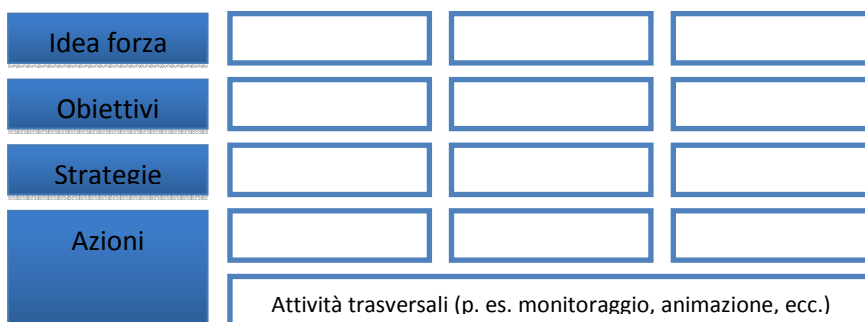 Idea forza
Obiettivi
Strategie
Azioni
Attività trasversali (p. es. monitoraggio, animazione, ecc.)